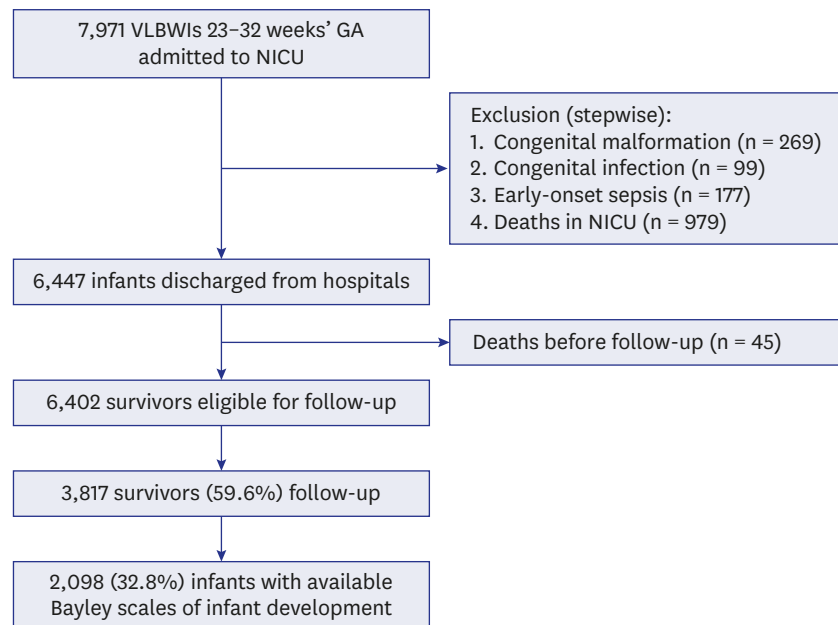 7,971 VLBWIs 23–32 weeks' GA
admitted to NICU
Exclusion (stepwise):
1. Congenital malformation (n = 269)
2. Congenital infection (n = 99)
3. Early-onset sepsis (n = 177)
4. Deaths in NICU (n = 979)
6,447 infants discharged from hospitals
Deaths before follow-up (n = 45)
6,402 survivors eligible for follow-up
3,817 survivors (59.6%) follow-up
2,098 (32.8%) infants with available
Bayley scales of infant development